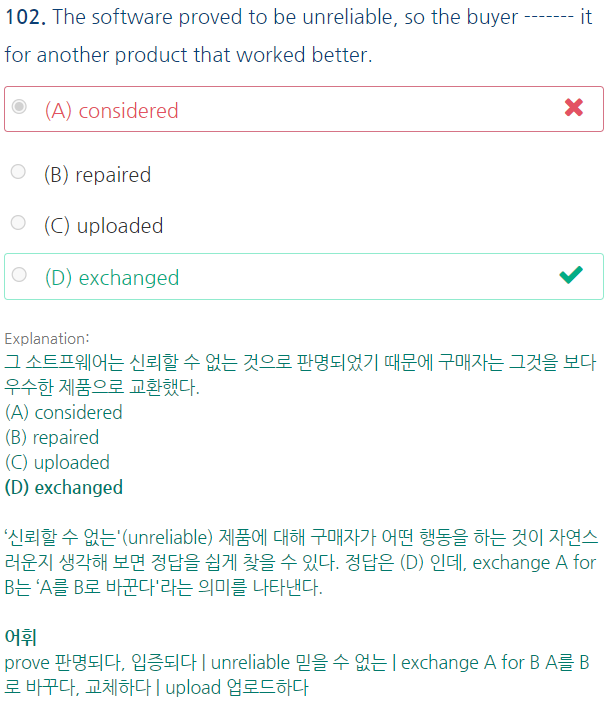 102. The software proved to be unreliable, so the buyer ------- it
for another product that worked better.
(A) considered
(B) repaired
(C) uploaded
(D) exchanged
Explanation:
그 소트프웨어는 신뢰할 수 없는 것으로 판명되었기 때문에 구매자는 그것을 보다
우수한 제품으로 교환했다.
(A) considered
(B) repaired
(C) uploaded
(D) exchanged
‘신뢰할 수 없는'(unreliable) 제품에 대해 구매자가 어떤 행동을 하는 것이 자연스
러운지 생각해 보면 정답을 쉽게 찾을 수 있다. 정답은 (D) 인데, exchange A for
B는 ‘A를 B로 바꾼다'라는 의미를 나타낸다.
어휘
prove 판명되다, 입증되다 | unreliable 믿을 수 없는 | exchange A for B A를 B
로 바꾸다, 교체하다 | upload 업로드하다